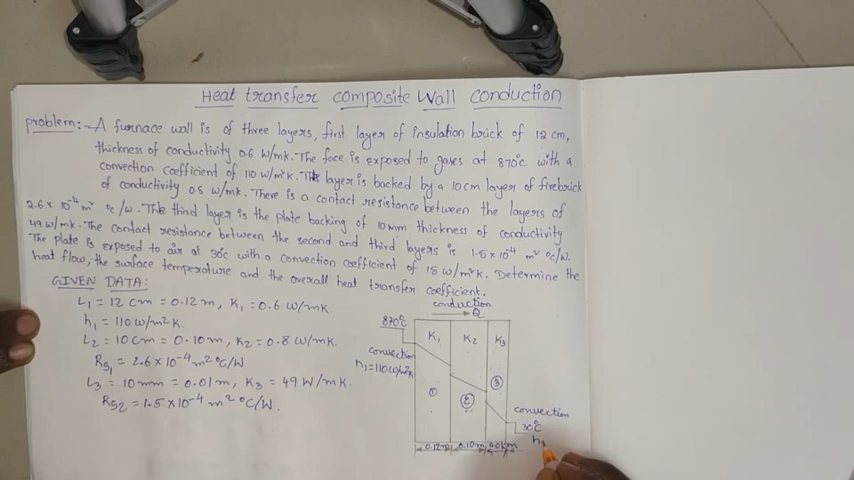 Heat transfer composite Wall conduction
problem:- A furnace wall is of three layers, first layer of insulation brick of 12 cm,
thickness of conductivity 0.6 W/mK. The face is exposed to gases at 870°C with a
convection coefficient of 110 W/m²K. The layer is backed by a 10 cm layer of firebrick
of conductivity 0.8 W/mK. There is a contact resistance between the layers of
2.6 x 10⁻⁴ m² °C/W. The third layer is the plate backing of 10mm thickness of conductivity
49 W/mK. The contact resistance between the second and third layers is 1.5 x 10⁻⁴ m² °C/W.
The plate is exposed to air at 30°C with a convection coefficient of 15 W/m²K. Determine the
heat flow, the surface temperature and the overall heat transfer coefficient.
GIVEN DATA:
L₁ = 12 cm = 0.12 m, K₁ = 0.6 W/mK.
h₁ = 110 W/m²K.
L₂ = 10 cm = 0.10 m, K₂ = 0.8 W/mK.
Rg₁ = 2.6 x 10⁻⁴ m² °C/W
L₃ = 10 mm = 0.01 m, K₃ = 49 W/mK.
Rg₂ = 1.5 x 10⁻⁴ m² °C/W.
conduction
Q
870°C
K₁ K₂ K₃
convection
h₁ = 110 W/m²K
① ② ③
convection
30°C
h₂
0.12m 0.10m 0.01m